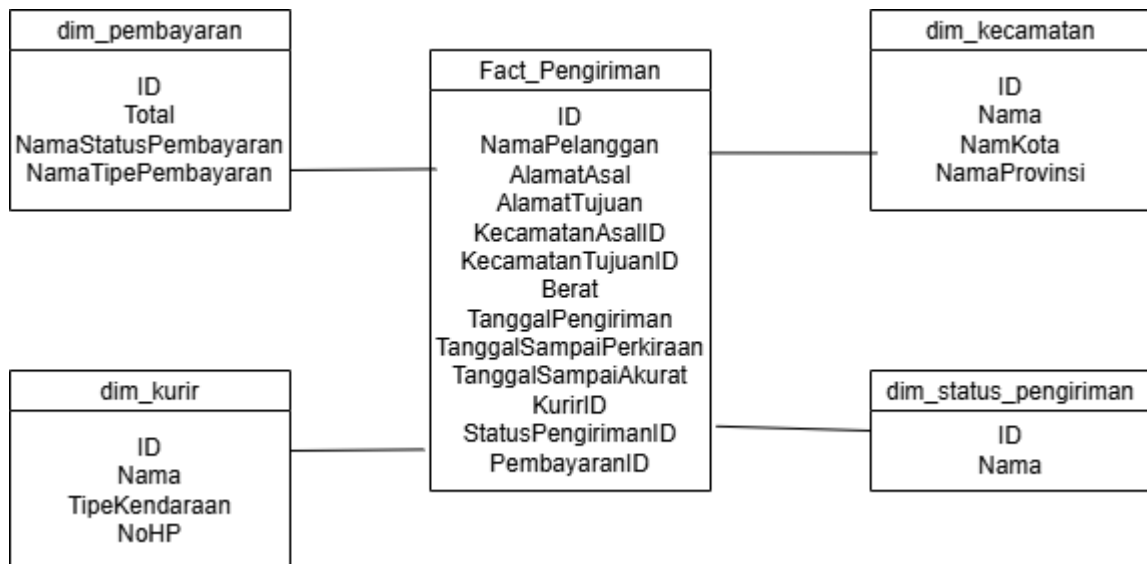 dim_pembayaran
ID
Total
NamaStatusPembayaran
NamaTipePembayaran
Fact_Pengiriman
ID
NamaPelanggan
AlamatAsal
AlamatTujuan
KecamatanAsalID
KecamatanTujuanID
Berat
TanggalPengiriman
TanggalSampaiPerkiraan
TanggalSampaiAkurat
KurirID
StatusPengirimanID
PembayaranID
dim_kecamatan
ID
Nama
NamKota
NamaProvinsi
dim_kurir
ID
Nama
TipeKendaraan
NoHP
dim_status_pengiriman
ID
Nama